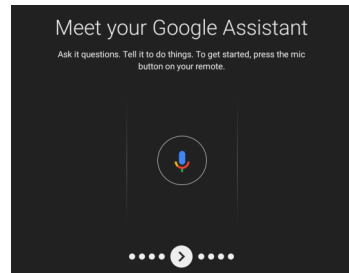 Meet your Google Assistant
Ask it questions. Tell it to do things. To get started, press the mic
button on your remote.